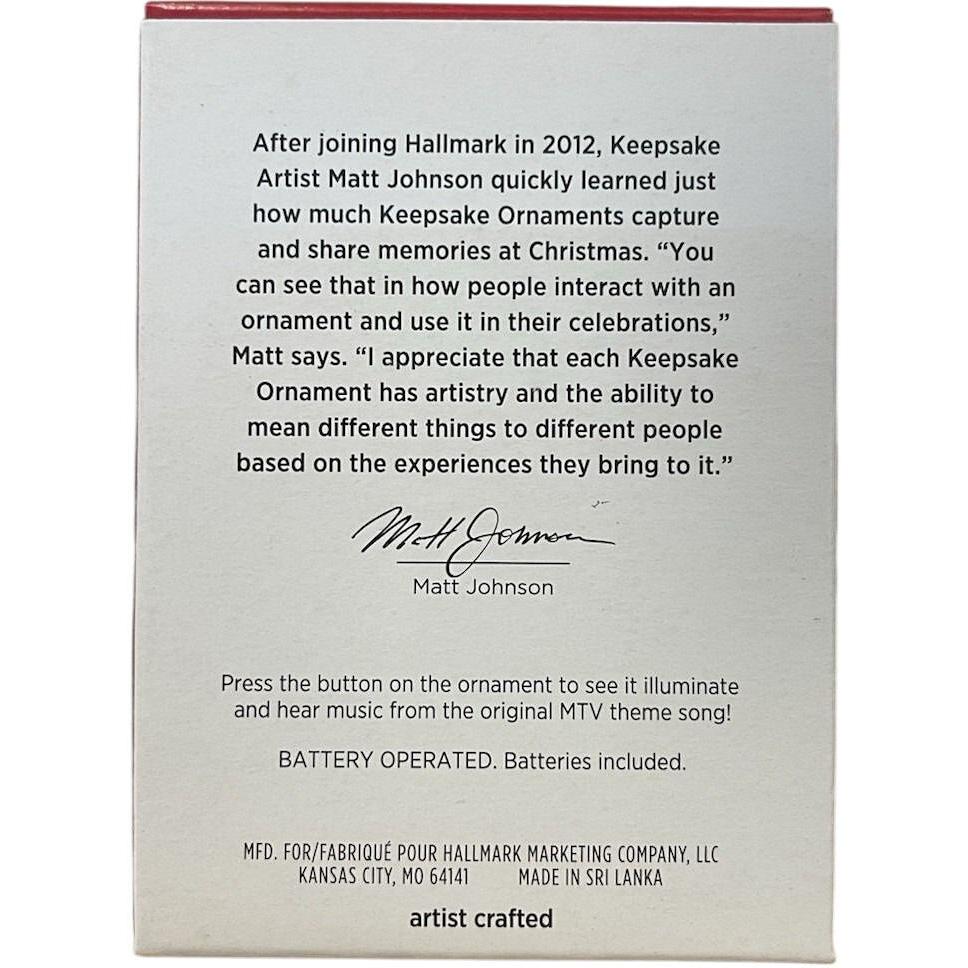 After joining Hallmark in 2012, Keepsake
Artist Matt Johnson quickly learned just
how much Keepsake Ornaments capture
and share memories at Christmas. “You
can see that in how people interact with an
ornament and use it in their celebrations,”
Matt says. “I appreciate that each Keepsake
Ornament has artistry and the ability to
mean different things to different people
based on the experiences they bring to it.”
Matt Johnson
Matt Johnson
Press the button on the ornament to see it illuminate
and hear music from the original MTV theme song!
BATTERY OPERATED. Batteries included.
MFD. FOR/FABRIQUÉ POUR HALLMARK MARKETING COMPANY, LLC
KANSAS CITY, MO 64141 MADE IN SRI LANKA
artist crafted